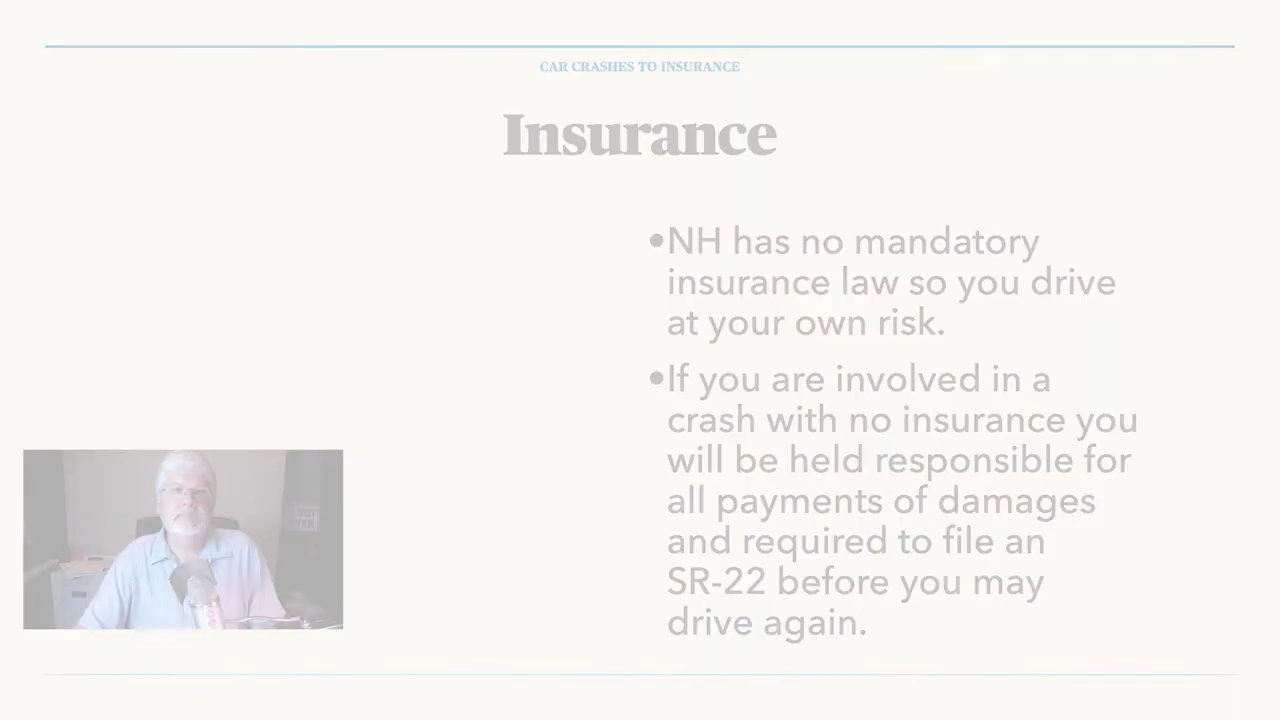 CAR CRASHES TO INSURANCE
Insurance
•NH has no mandatory
insurance law so you drive
at your own risk.
•If you are involved in a
crash with no insurance you
will be held responsible for
all payments of damages
and required to file an
SR-22 before you may
drive again.